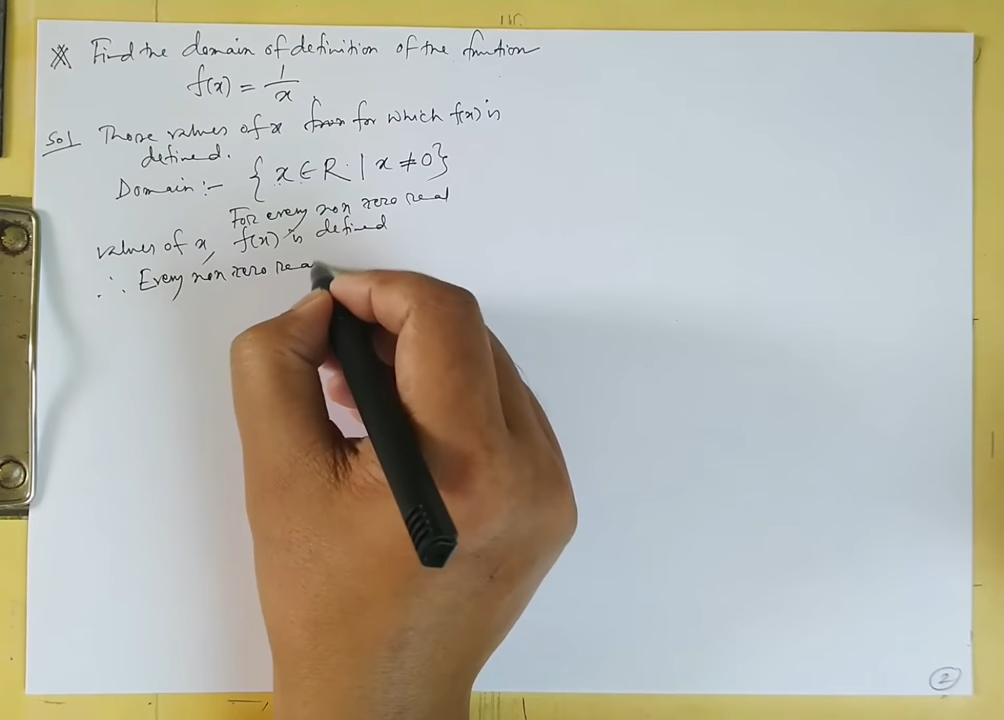 Find the domain of definition of the function
f(x) = 1/x
Sol Those values of x for which f(x) is
defined.
Domain :- { x ∈ R | x ≠ 0 }
For every non zero real
values of x, f(x) is defined
∴ Every non zero rea
2